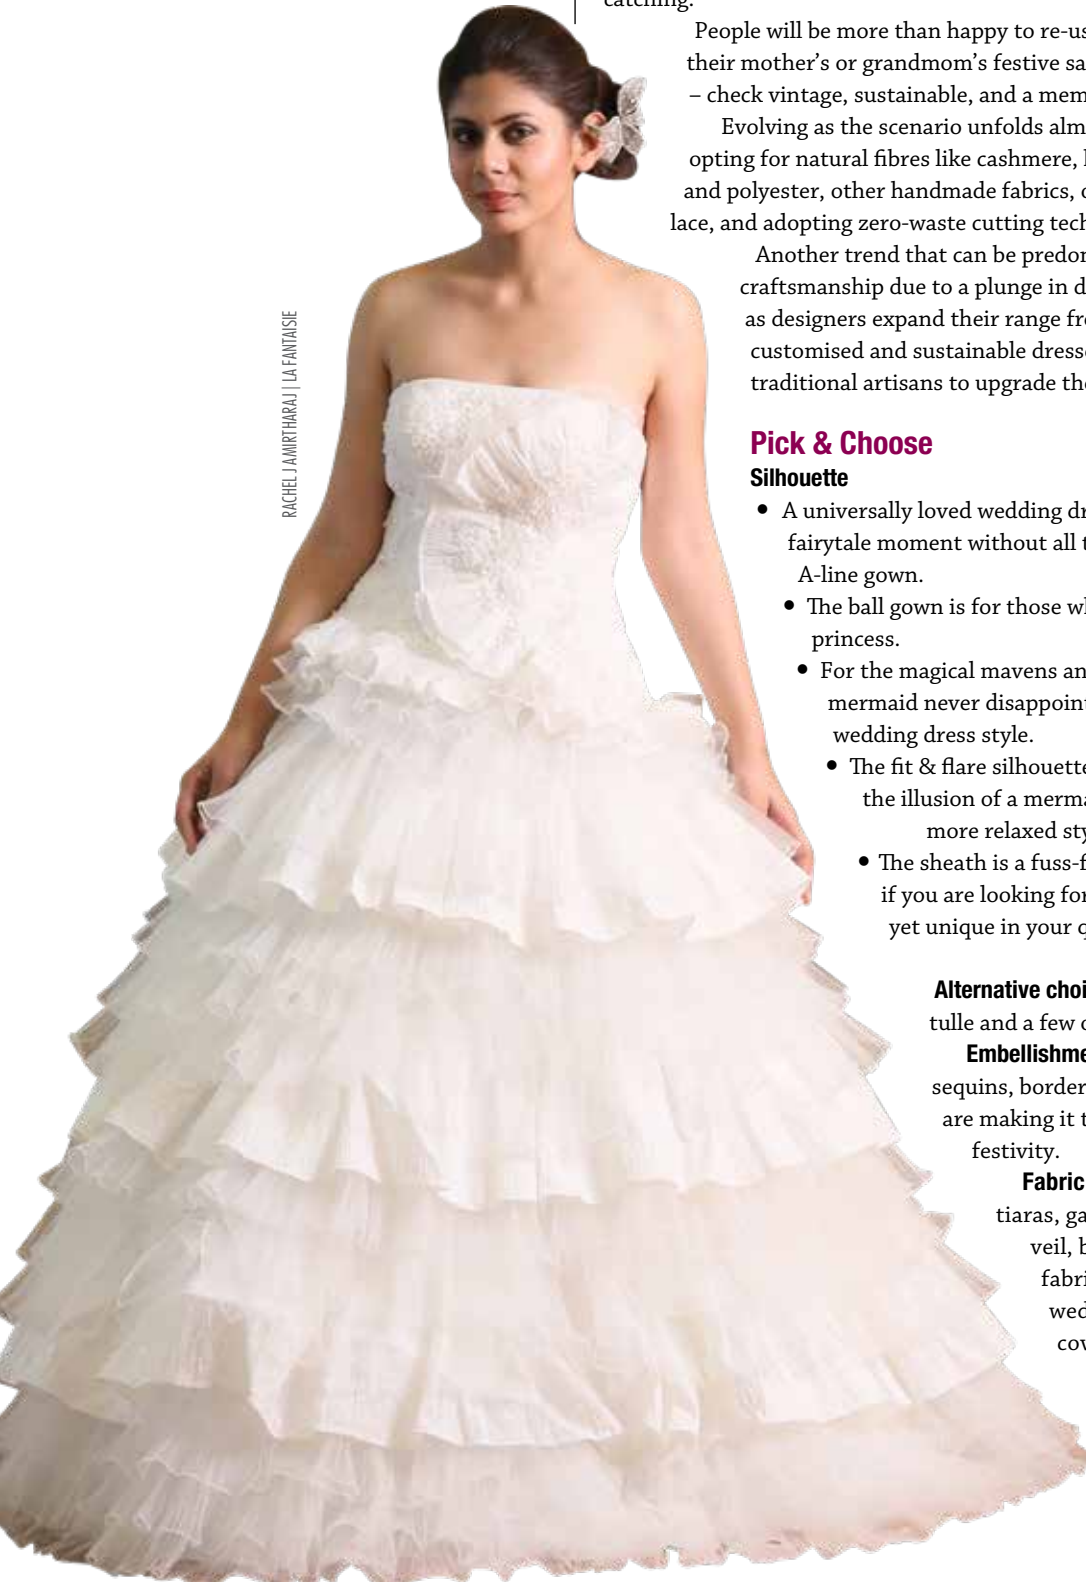 catching.
People will be more than happy to re-us
their mother's or grandmom's festive sa
– check vintage, sustainable, and a mem
Evolving as the scenario unfolds alm
opting for natural fibres like cashmere,
and polyester, other handmade fabrics,
lace, and adopting zero-waste cutting tech
Another trend that can be predor
craftsmanship due to a plunge in d
as designers expand their range fr
customised and sustainable dress
traditional artisans to upgrade the
RACHEL J AMIRTHARAJ | LA FANTAISIE
Pick & Choose
Silhouette
• A universally loved wedding dr
fairytale moment without all t
A-line gown.
• The ball gown is for those wh
princess.
• For the magical mavens an
mermaid never disappoint
wedding dress style.
• The fit & flare silhouette
the illusion of a merma
more relaxed sty
• The sheath is a fuss-f
if you are looking for
yet unique in your q
Alternative choi
tulle and a few
Embellishme
sequins, border
are making it t
festivity.
Fabric
tiaras, ga
veil, b
fabri
wed
cov